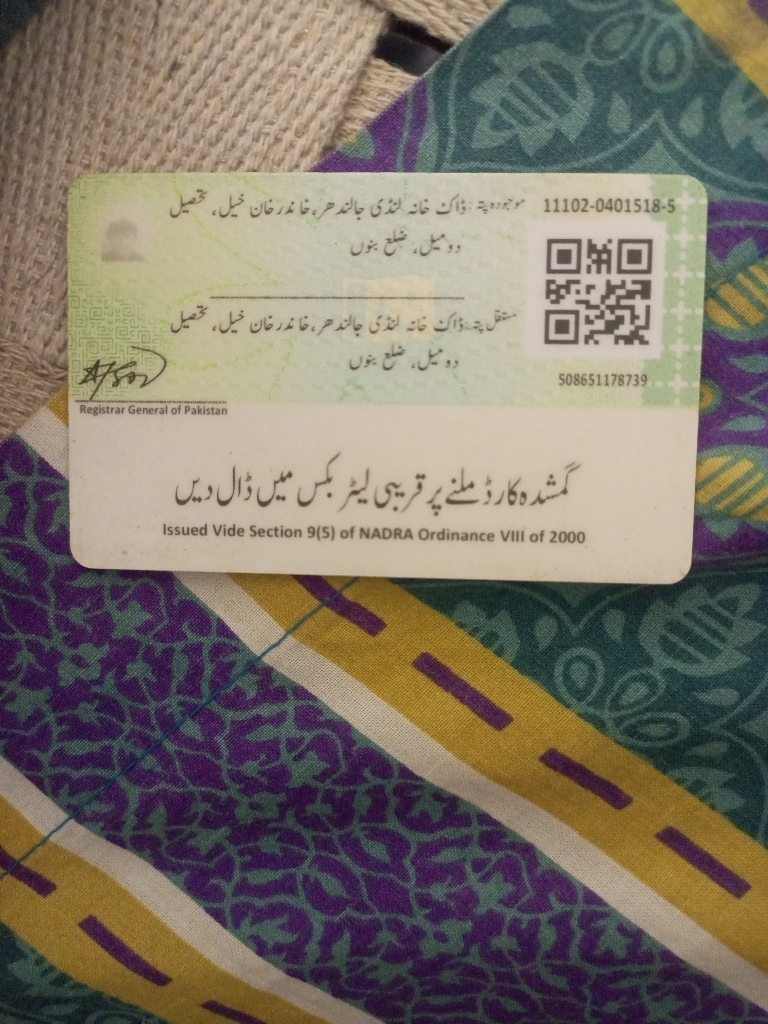 موجودہ پتہ: ڈاک خانہ لنڈی جالندھر، خاندر خان خیل، تحصیل
11102-0401518-5
دومیل، ضلع بنوں
مستقل پتہ: ڈاک خانہ لنڈی جالندھر، خاندر خان خیل، تحصیل
دومیل، ضلع بنوں
508651178739
Registrar General of Pakistan
گمشدہ کارڈ ملنے پر قریبی لیٹر بکس میں ڈال دیں
Issued Vide Section 9(5) of NADRA Ordinance VIII of 2000